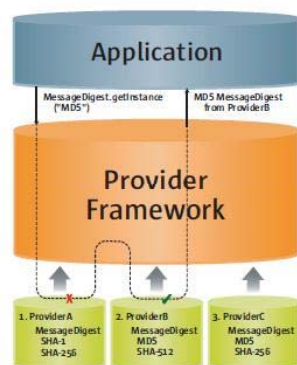 Application
MessageDigest.getInstance
("MD5")
MD5 MessageDigest
from ProviderB
Provider
Framework
1. ProviderA
MessageDigest
SHA-1
SHA-256
2. ProviderB
MessageDigest
MD5
SHA-512
3. ProviderC
MessageDigest
MD5
SHA-256